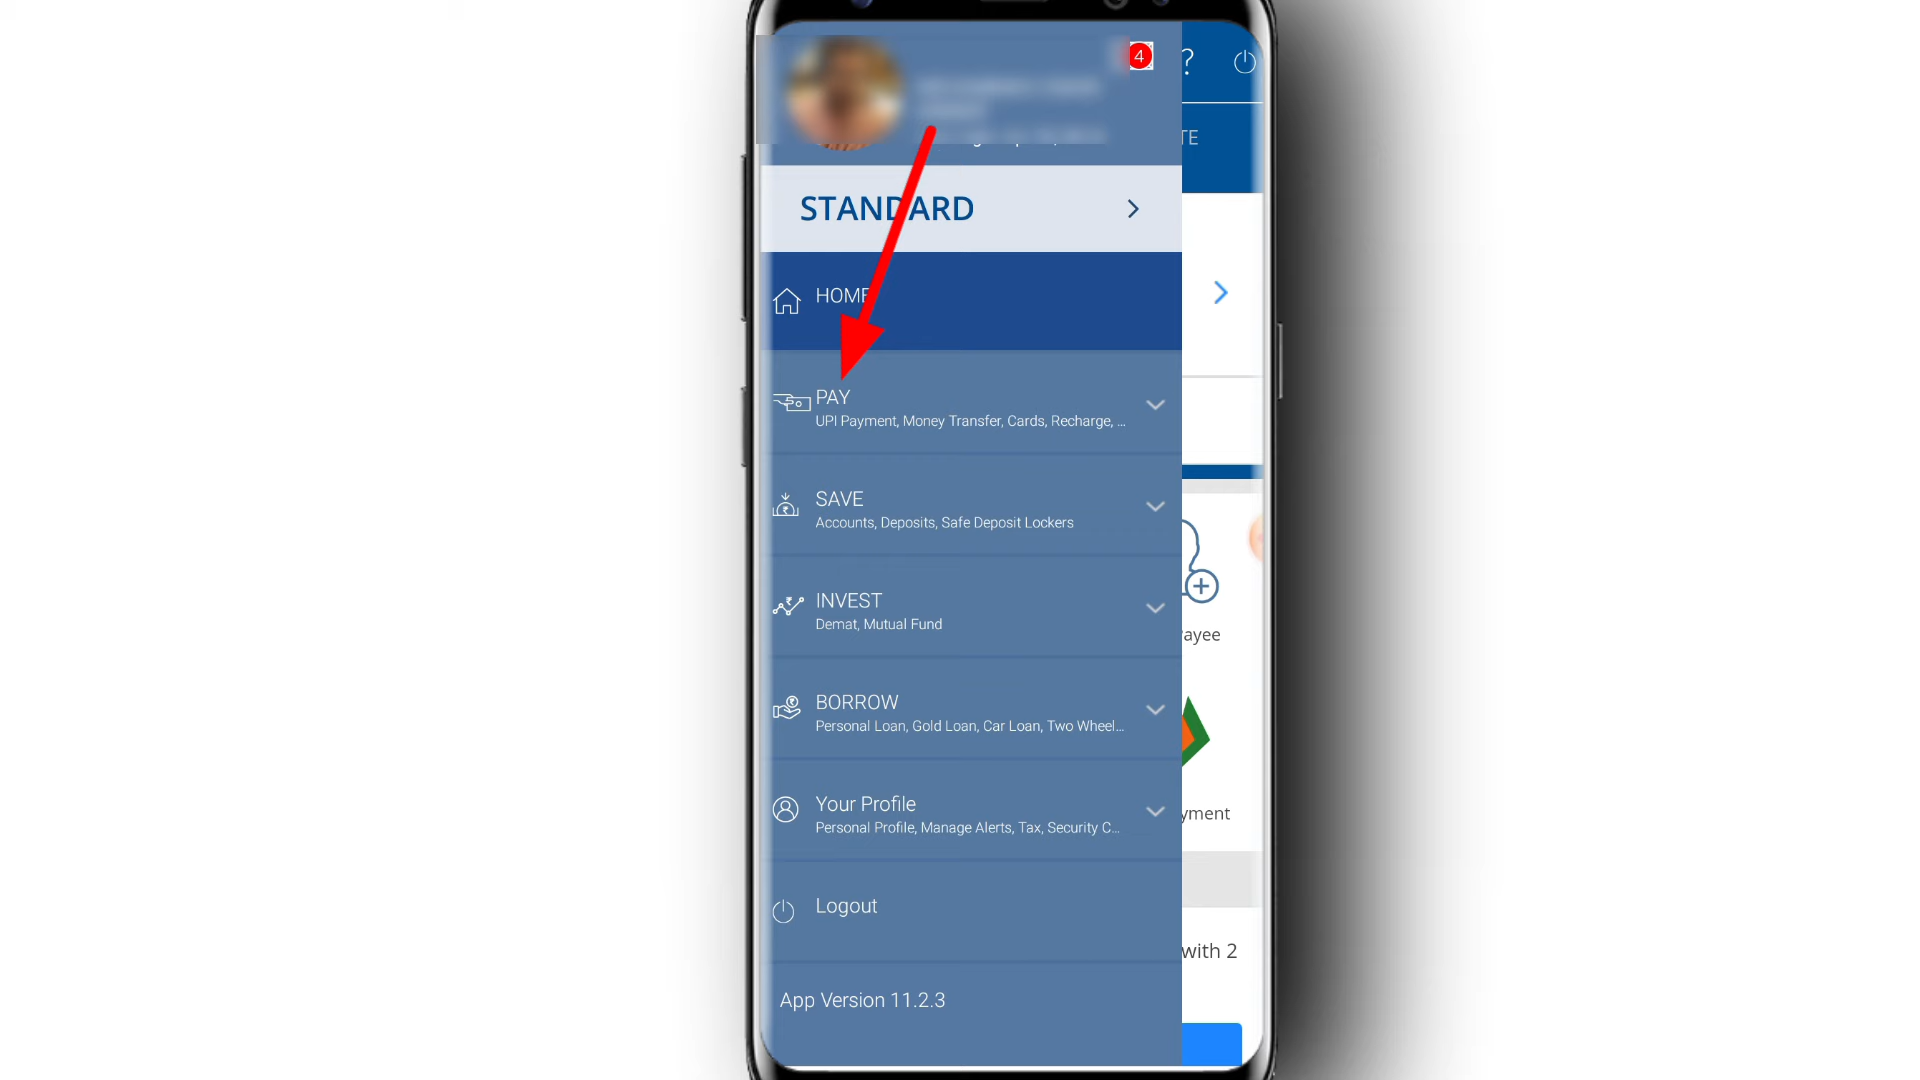 4
?
TE
STANDARD
HOME
PAY
UPI Payment, Money Transfer, Cards, Recharge, ...
SAVE
Accounts, Deposits, Safe Deposit Lockers
INVEST
Demat, Mutual Fund
ayee
BORROW
Personal Loan, Gold Loan, Car Loan, Two Wheel...
Your Profile
Personal Profile, Manage Alerts, Tax, Security C...
yment
Logout
with 2
App Version 11.2.3